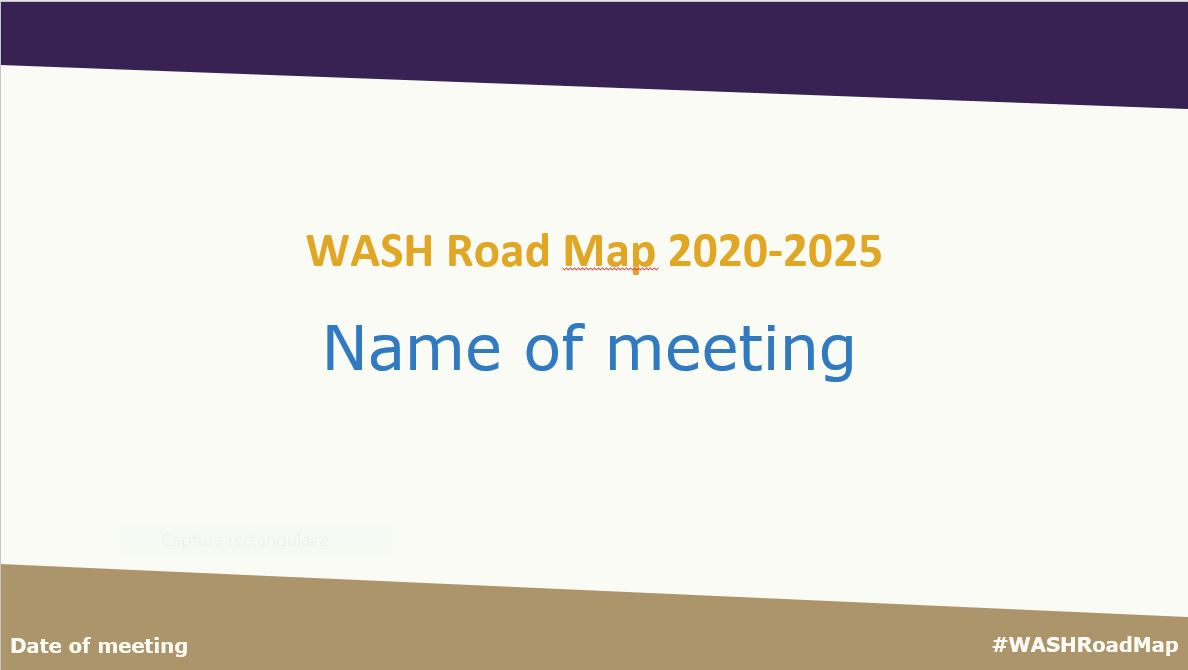 WASH Road Map 2020-2025
Name of meeting
Capture rectangulaire
Date of meeting
#WASHRoadMap